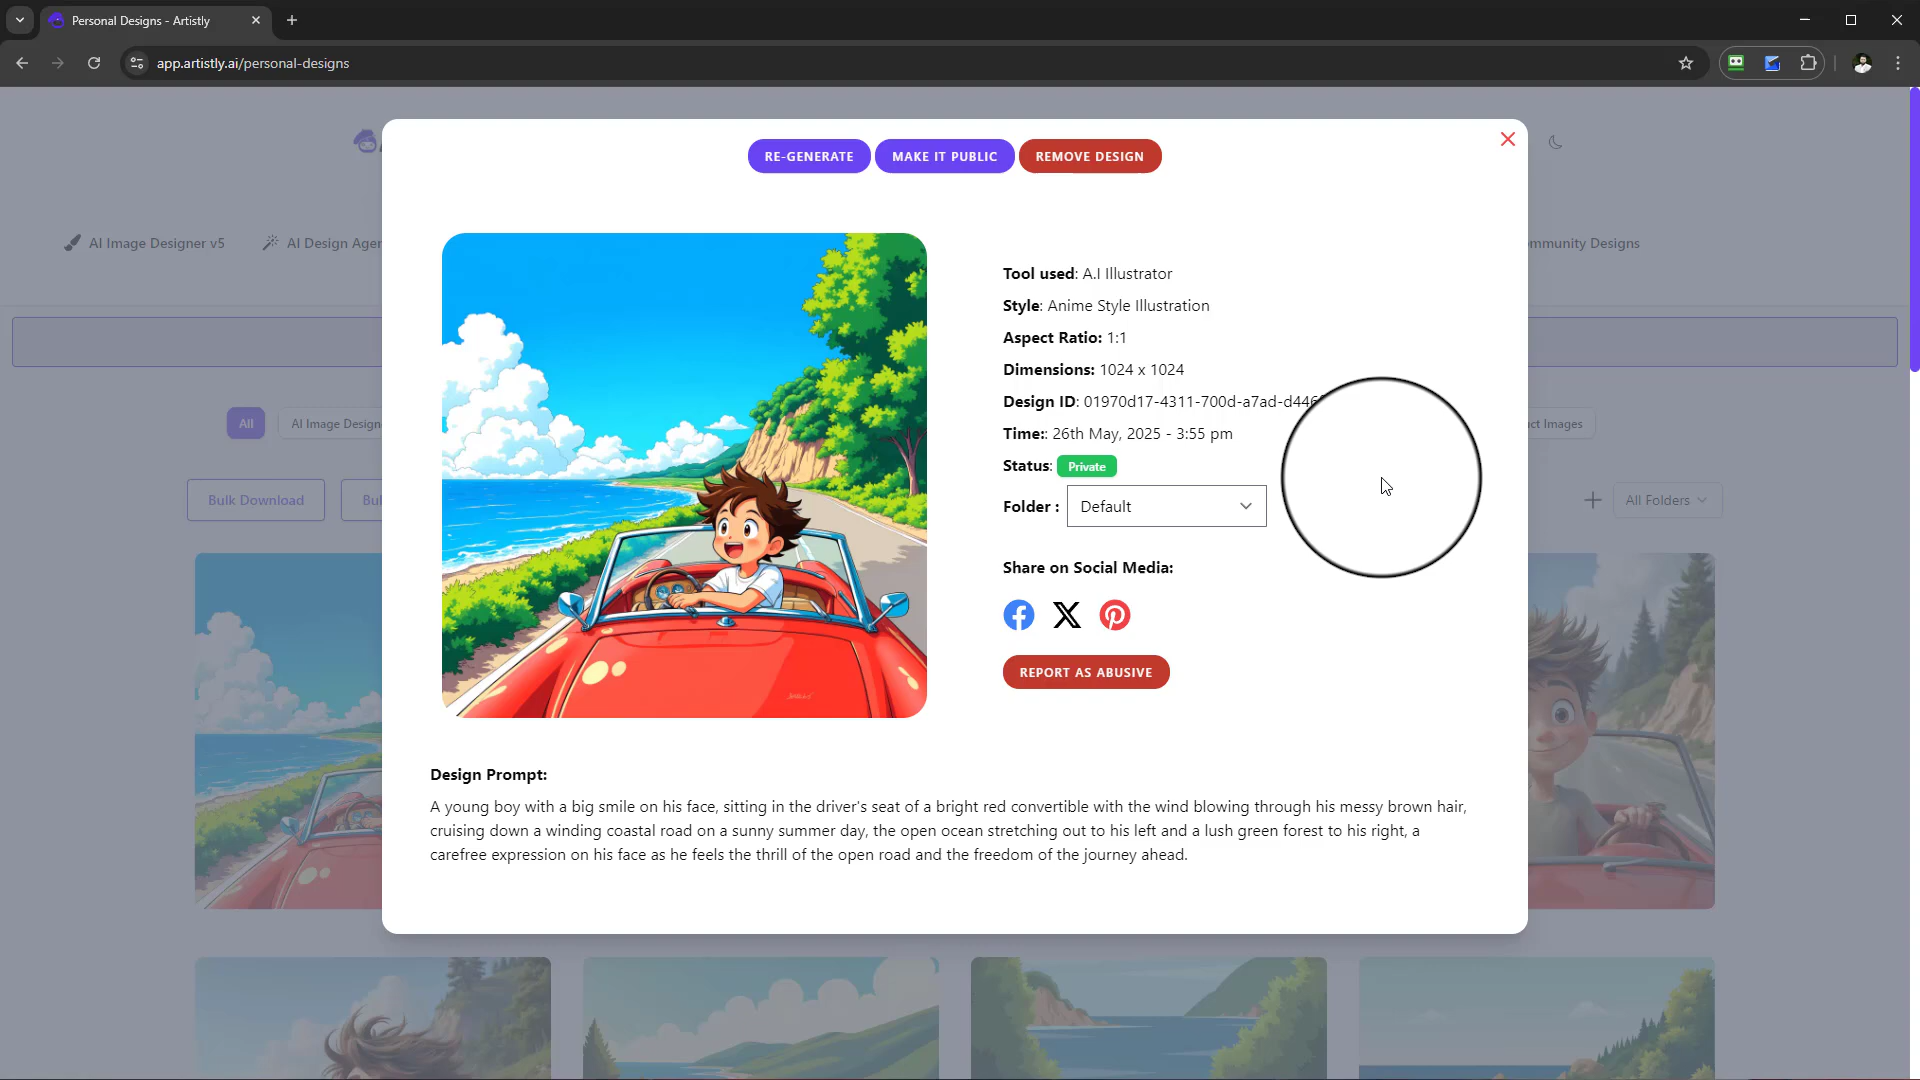 Personal Designs - Artistly
app.artistly.ai/personal-designs
RE-GENERATE
MAKE IT PUBLIC
REMOVE DESIGN
AI Image Designer v5
AI Design
Designs
Tool used: A.I Illustrator
Style: Anime Style Illustration
Aspect Ratio: 1:1
Dimensions: 1024 x 1024
Design ID: 01970d17-4311-700d-a7ad-d446
Time:: 26th May, 2025 - 3:55 pm
Status: Private
Folder : Default
All
AI Image
Images
Bulk Download
All Folders
Share on Social Media:
REPORT AS ABUSIVE
Design Prompt:
A young boy with a big smile on his face, sitting in the driver's seat of a bright red convertible with the wind blowing through his messy brown hair,
cruising down a winding coastal road on a sunny summer day, the open ocean stretching out to his left and a lush green forest to his right, a
carefree expression on his face as he feels the thrill of the open road and the freedom of the journey ahead.